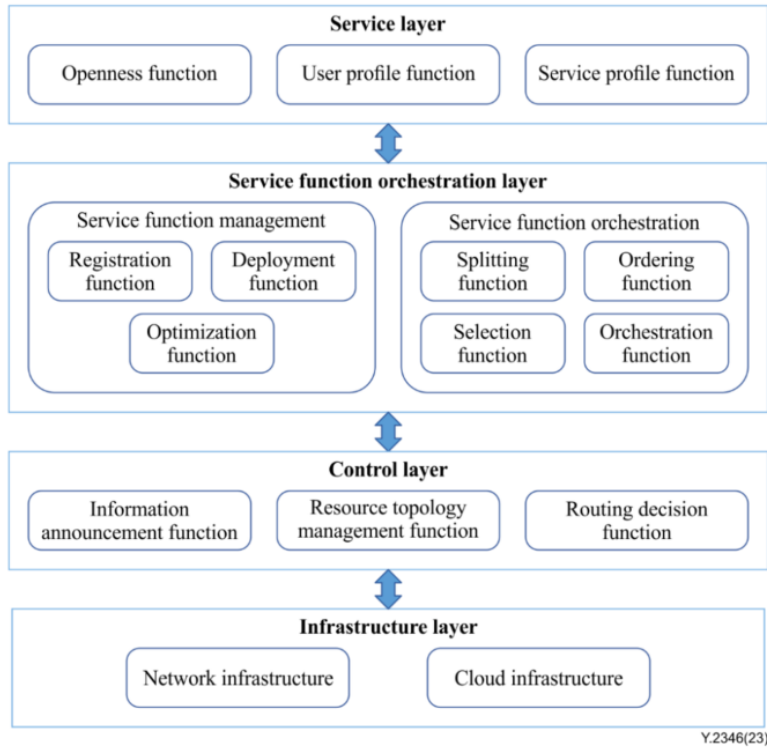 Service layer
Openness function
User profile function
Service profile function
Service function orchestration layer
Service function management
Registration
function
Deployment
function
Optimization
function
Service function orchestration
Splitting
function
Ordering
function
Selection
function
Orchestration
function
Control layer
Information
announcement function
Resource topology
management function
Routing decision
function
Infrastructure layer
Network infrastructure
Cloud infrastructure
Y.2346(23)